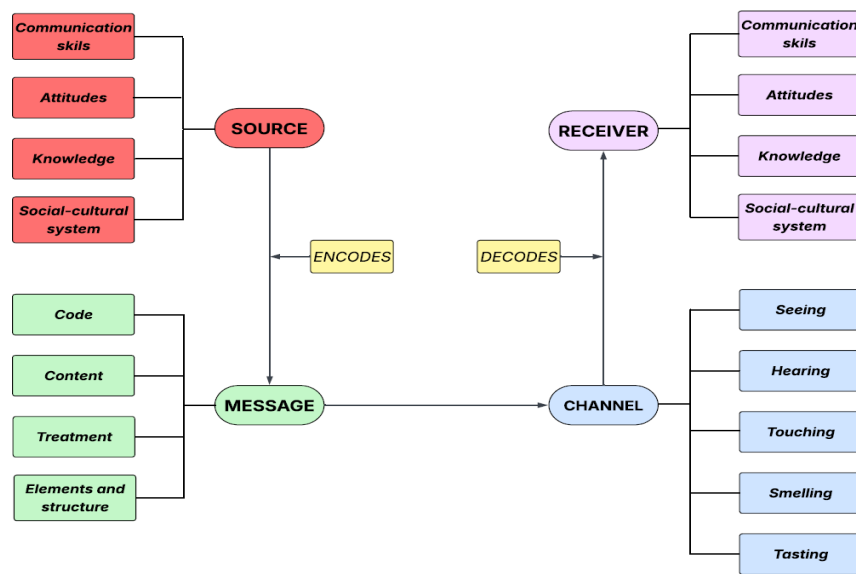 Communication
skils
Attitudes
Knowledge
Social-cultural
system
SOURCE
RECEIVER
Communication
skils
Attitudes
Knowledge
Social-cultural
system
ENCODES
DECODES
Code
Content
Treatment
Elements and
structure
MESSAGE
CHANNEL
Seeing
Hearing
Touching
Smelling
Tasting